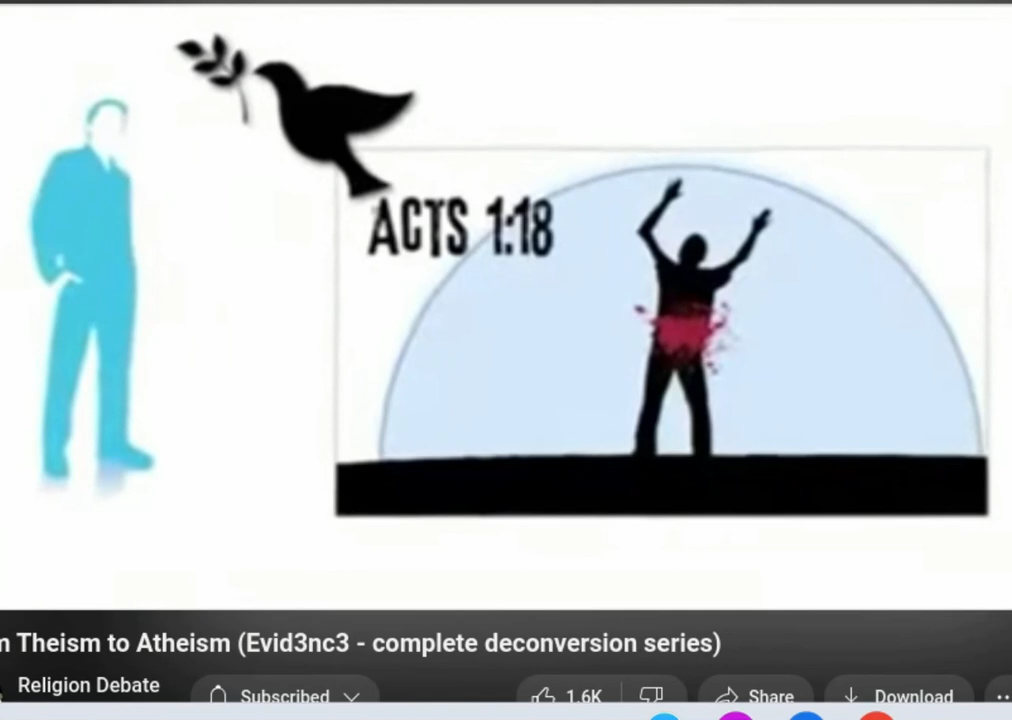 ACTS 1:18
m Theism to Atheism (Evid3nc3 - complete deconversion series)
Religion Debate
Subscribed
1.6K
Share
Download